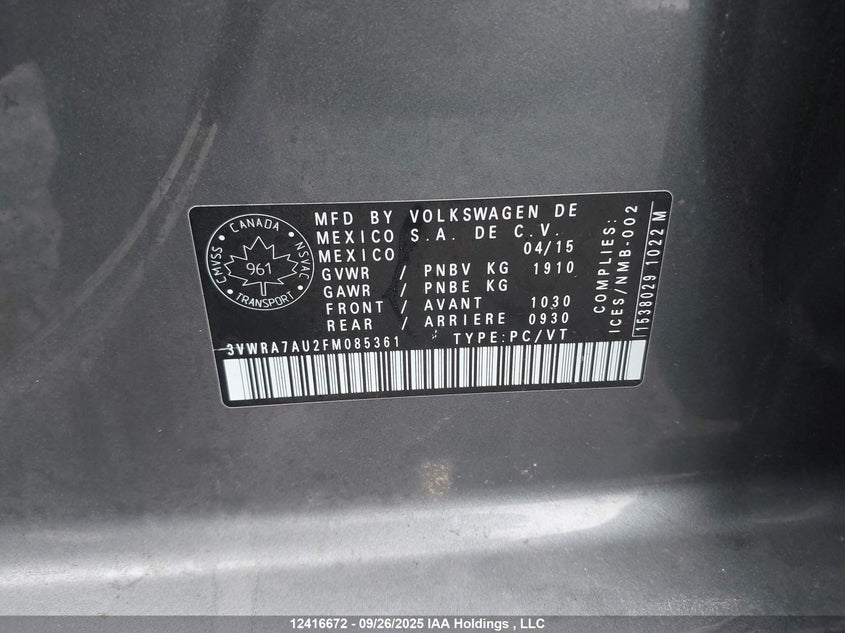 CANADA
CMVSS
NSVAC
961
• TRANSPORT •
MFD BY VOLKSWAGEN DE
MEXICO S.A. DE C.V.
MEXICO 04/15
GVWR / PNBV KG 1910
GAWR / PNBE KG
FRONT / AVANT 1030
REAR / ARRIERE 0930
3VWRA7AU2FM085361 TYPE:PC/VT
COMPLIES:
ICES/NMB-002
1538029 1022 M
12416672 - 09/26/2025 IAA Holdings , LLC